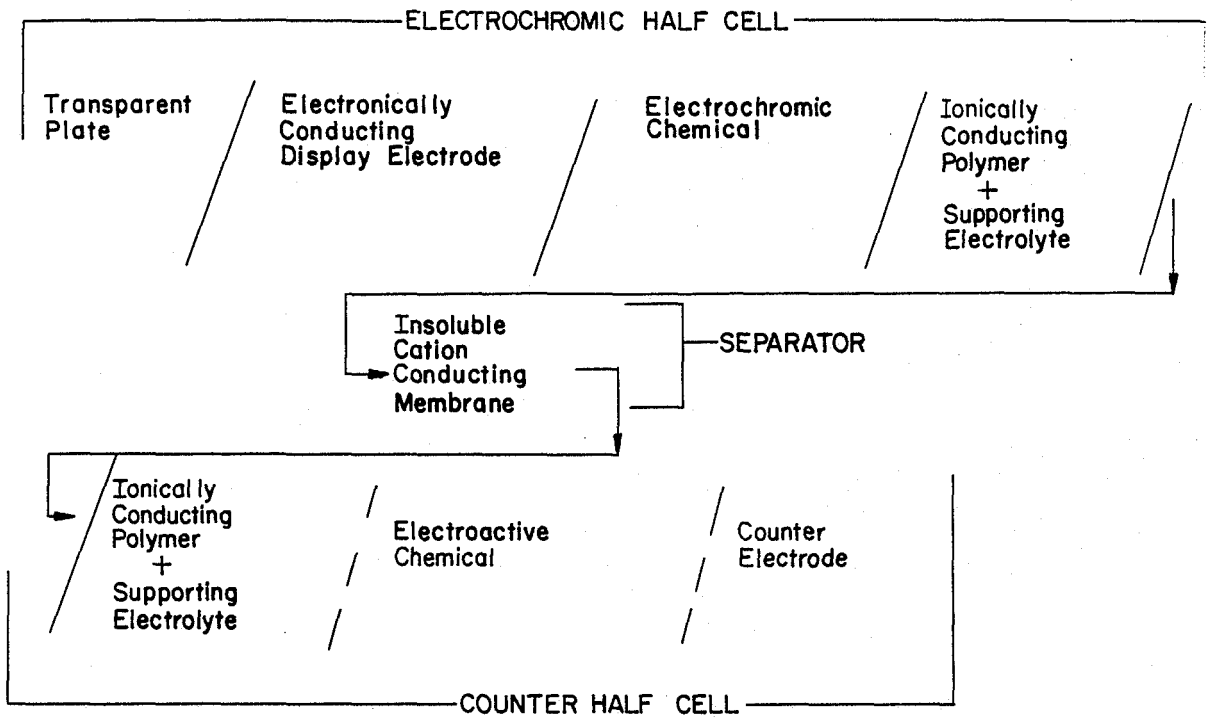 ELECTROCHROMIC HALF CELL
Transparent
Plate
Electronically
Conducting
Display Electrode
Electrochromic
Chemical
Ionically
Conducting
Polymer
+
Supporting
Electrolyte
Insoluble
Cation
Conducting
Membrane
SEPARATOR
Ionically
Conducting
Polymer
+
Supporting
Electrolyte
Electroactive
Chemical
Counter
Electrode
COUNTER HALF CELL